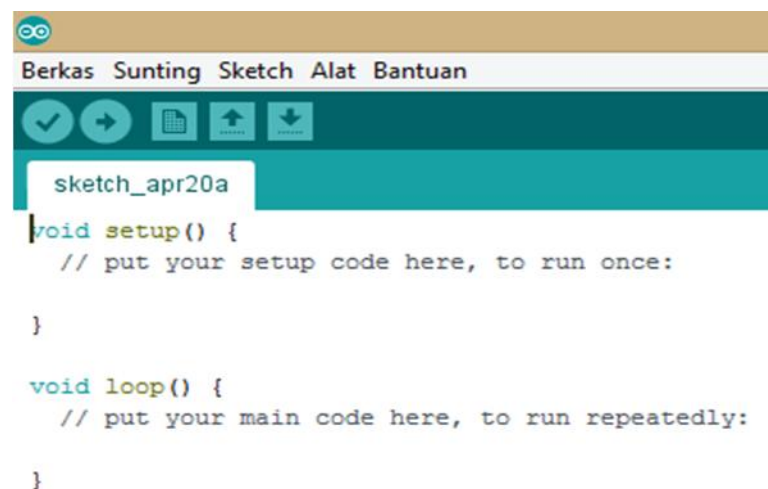 Berkas Sunting Sketch Alat Bantuan
sketch_apr20a
void setup() {
  // put your setup code here, to run once:
}
void loop() {
  // put your main code here, to run repeatedly:
}